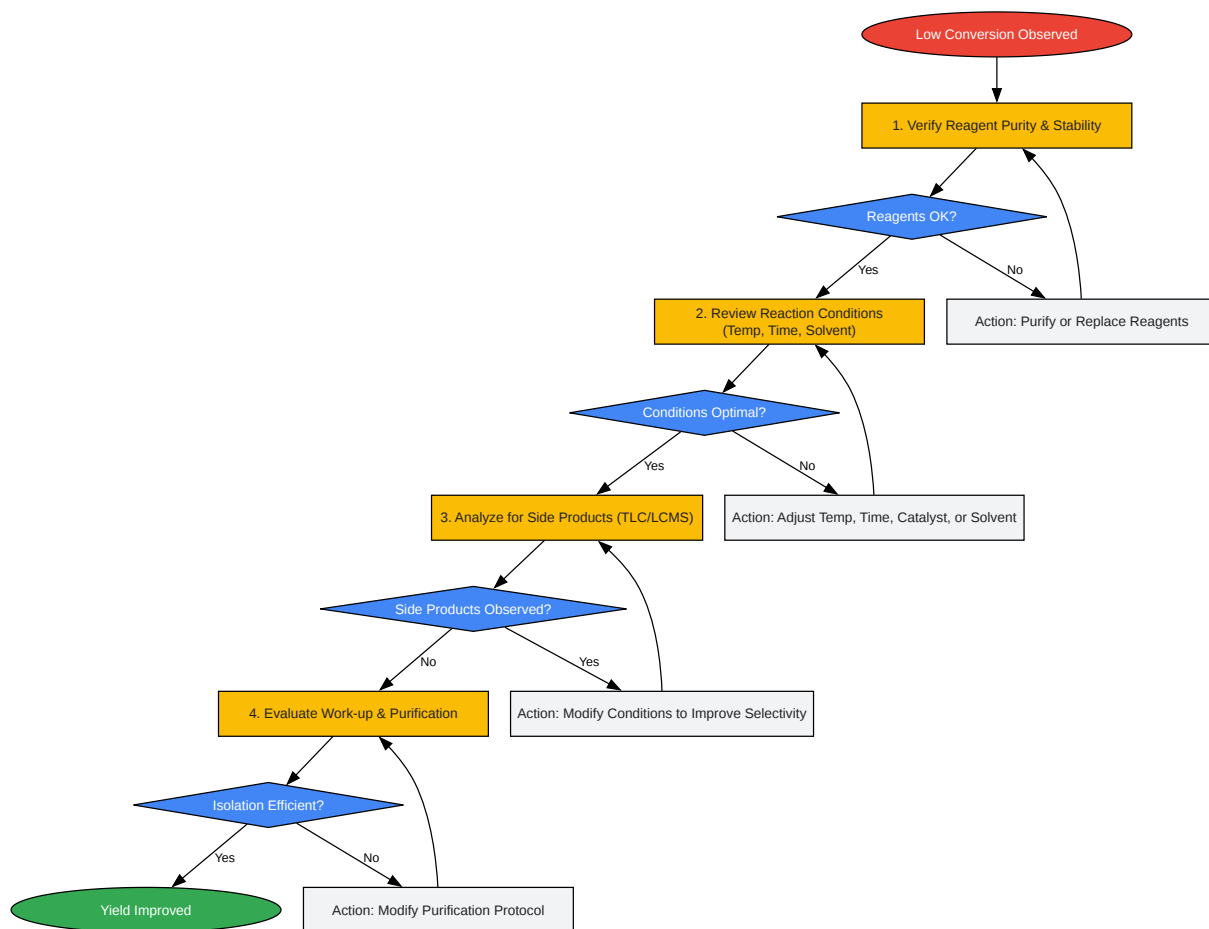 Low Conversion Observed
1. Verify Reagent Purity & Stability
Reagents OK?
Yes
No
2. Review Reaction Conditions
(Temp, Time, Solvent)
Action: Purify or Replace Reagents
Conditions Optimal?
Yes
No
3. Analyze for Side Products (TLC/LCMS)
Action: Adjust Temp, Time, Catalyst, or Solvent
Side Products Observed?
No
Yes
4. Evaluate Work-up & Purification
Action: Modify Conditions to Improve Selectivity
Isolation Efficient?
Yes
No
Yield Improved
Action: Modify Purification Protocol